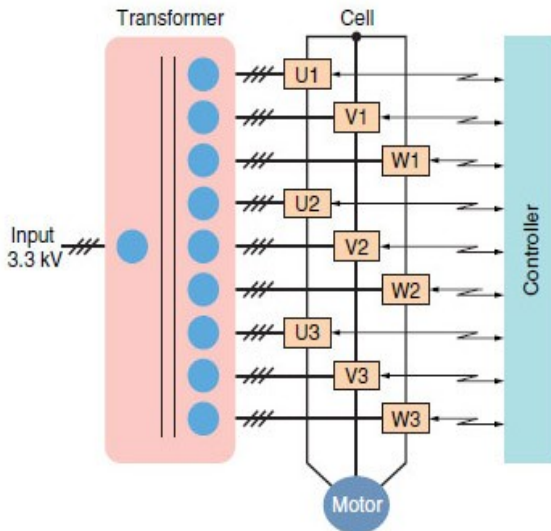 Transformer
Cell
U1
V1
W1
U2
Input
3.3 kV
V2
W2
U3
V3
W3
Motor
Controller